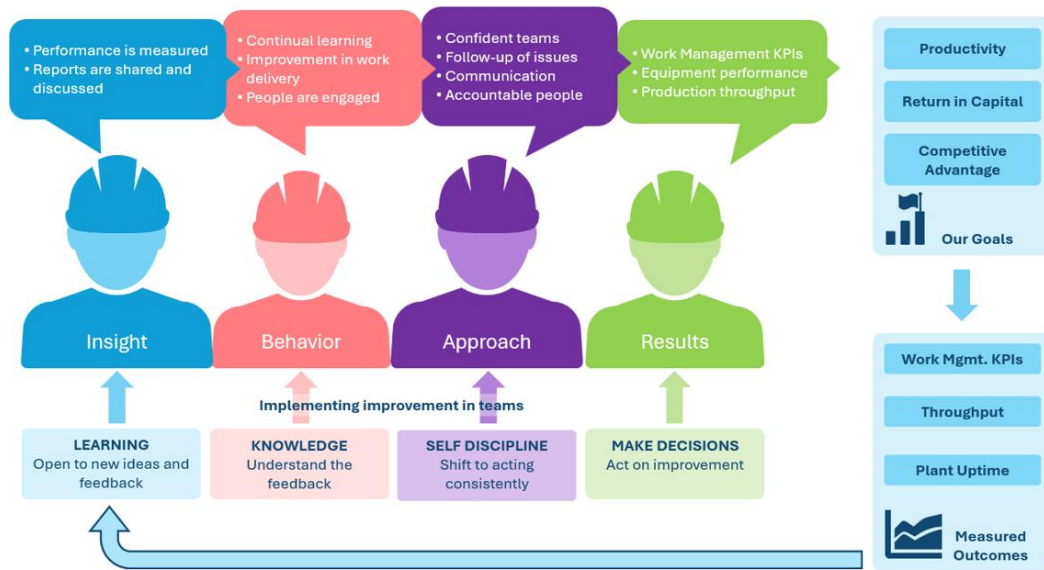 • Performance is measured
• Reports are shared and
discussed
• Continual learning
• Improvement in work
delivery
• People are engaged
• Confident teams
• Follow-up of issues
• Communication
• Accountable people
• Work Management KPIs
• Equipment performance
• Production throughput
Insight
Behavior
Approach
Results
Implementing improvement in teams
LEARNING
Open to new ideas and
feedback
KNOWLEDGE
Understand the
feedback
SELF DISCIPLINE
Shift to acting
consistently
MAKE DECISIONS
Act on improvement
Productivity
Return in Capital
Competitive
Advantage
Our Goals
Work Mgmt. KPIs
Throughput
Plant Uptime
Measured
Outcomes